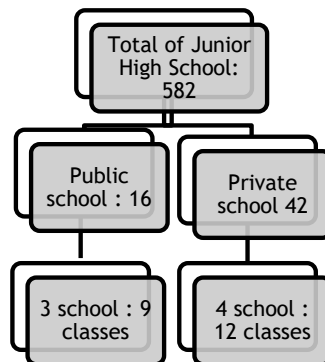 Total of Junior
High School:
582
Public
school : 16
Private
school 42
3 school : 9
classes
4 school :
12 classes